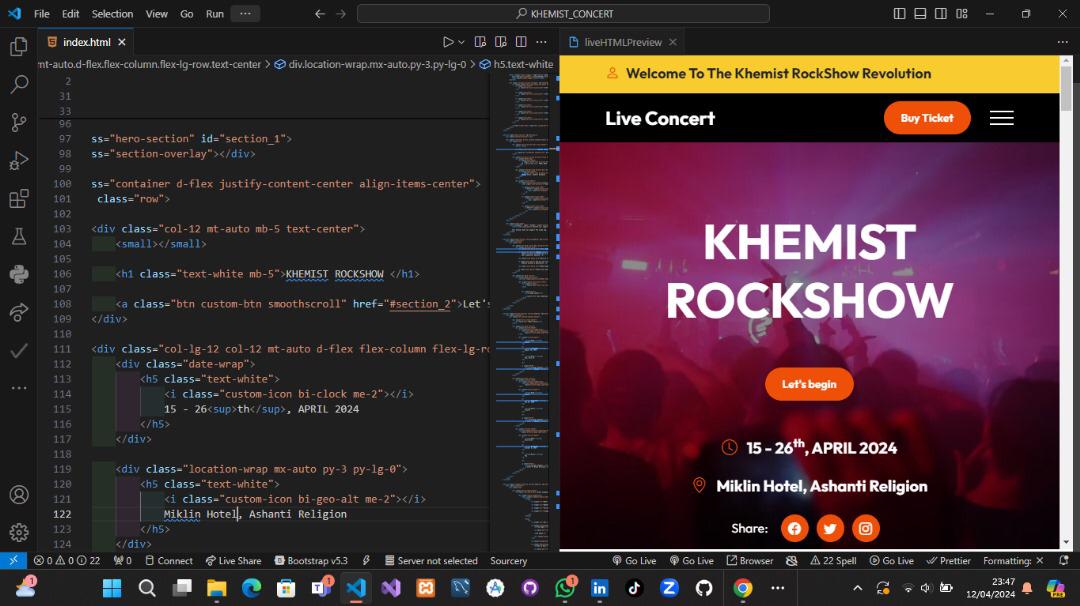 File Edit Selection View Go Run ··· KHEMIST_CONCERT
index.html
liveHTMLPreview
mt-auto.d-flex.flex-column.flex-lg-row.text-center > div.location-wrap.mx-auto.py-3.py-lg-0 > h5.text-white
2
31
33
96
97 ss="hero-section" id="section_1">
98 ss="section-overlay"></div>
99
100 ss="container d-flex justify-content-center align-items-center">
101 class="row">
102
103 <div class="col-12 mt-auto mb-5 text-center">
104 <small></small>
105
106 <h1 class="text-white mb-5">KHEMIST ROCKSHOW </h1>
107
108 <a class="btn custom-btn smoothscroll" href="#section_2">Let's
109 </div>
110
111 <div class="col-lg-12 col-12 mt-auto d-flex flex-column flex-lg-ro
112 <div class="date-wrap">
113 <h5 class="text-white">
114 <i class="custom-icon bi-clock me-2"></i>
115 15 - 26<sup>th</sup>, APRIL 2024
116 </h5>
117 </div>
118
119 <div class="location-wrap mx-auto py-3 py-lg-0">
120 <h5 class="text-white">
121 <i class="custom-icon bi-geo-alt me-2"></i>
122 Miklin Hotel, Ashanti Religion
123 </h5>
124 </div>
Welcome To The Khemist RockShow Revolution
Live Concert
Buy Ticket
KHEMIST
ROCKSHOW
Let's begin
15 - 26th, APRIL 2024
Miklin Hotel, Ashanti Religion
Share:
0 0 22 0 Connect Live Share Bootstrap v5.3 Server not selected Sourcery Go Live Go Live Browser 22 Spell Go Live Prettier Formatting: ×
1 1 1 23:47
12/04/2024
PRE